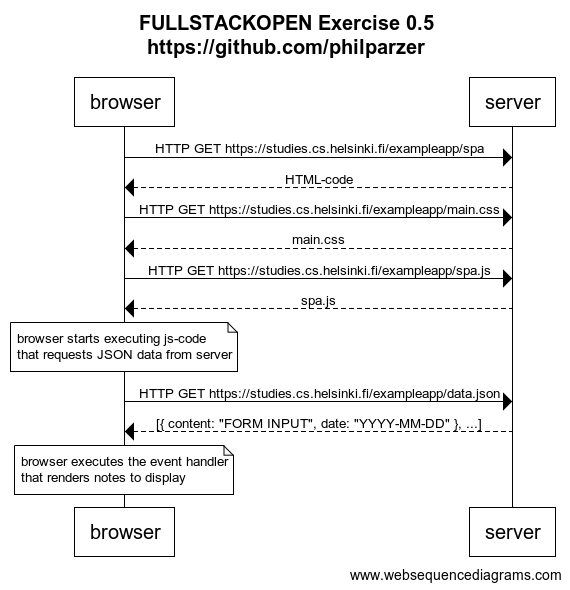 FULLSTACKOPEN Exercise 0.5
https://github.com/philparzer
browser
server
HTTP GET https://studies.cs.helsinki.fi/exampleapp/spa
HTML-code
HTTP GET https://studies.cs.helsinki.fi/exampleapp/main.css
main.css
HTTP GET https://studies.cs.helsinki.fi/exampleapp/spa.js
spa.js
browser starts executing js-code
that requests JSON data from server
HTTP GET https://studies.cs.helsinki.fi/exampleapp/data.json
[{ content: "FORM INPUT", date: "YYYY-MM-DD" }, ...]
browser executes the event handler
that renders notes to display
browser
server
www.websequencediagrams.com